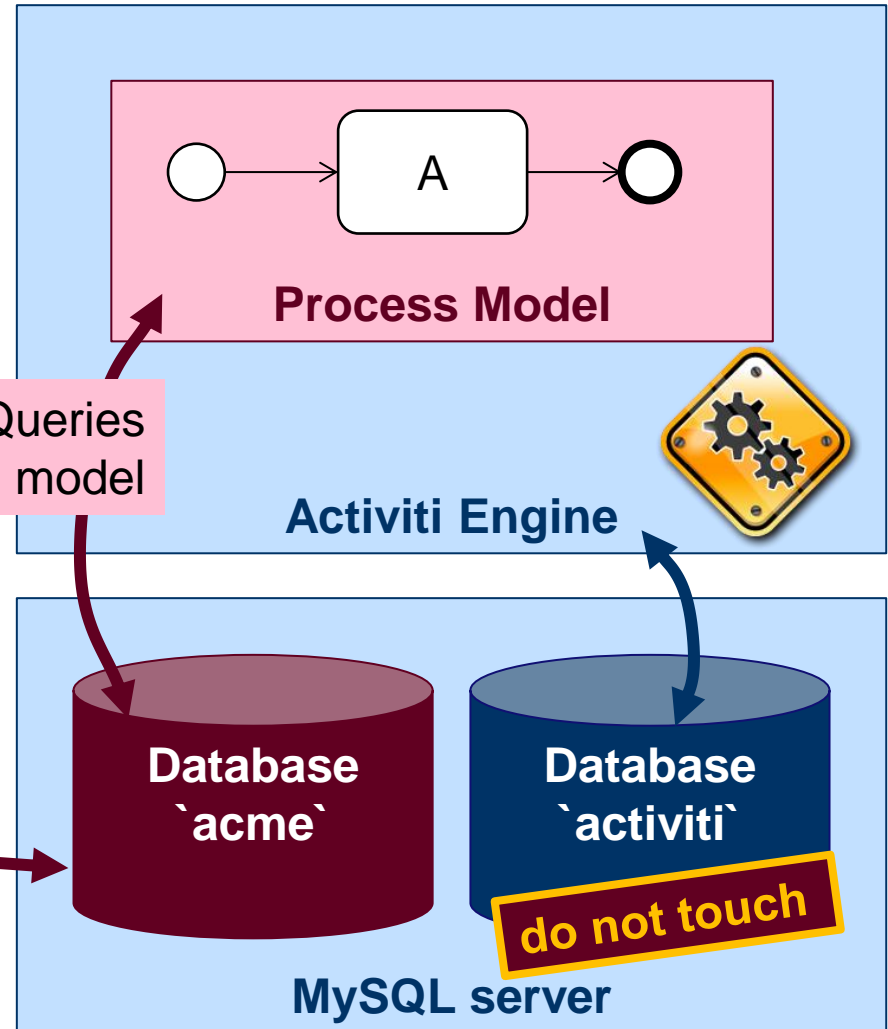 A
Process Model
Queries
model
Activiti Engine
Database
`acme`
Database
`activiti`
do not touch
MySQL server